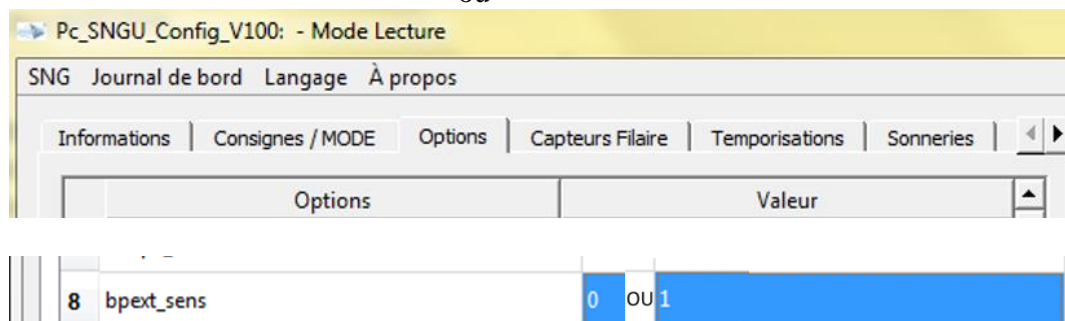 ou
Pc_SNGU_Config_V100: - Mode Lecture
SNG Journal de bord Langage À propos
Informations Consignes / MODE Options Capteurs Filaire Temporisations Sonneries
Options Valeur
8 bpext_sens 0 OU 1